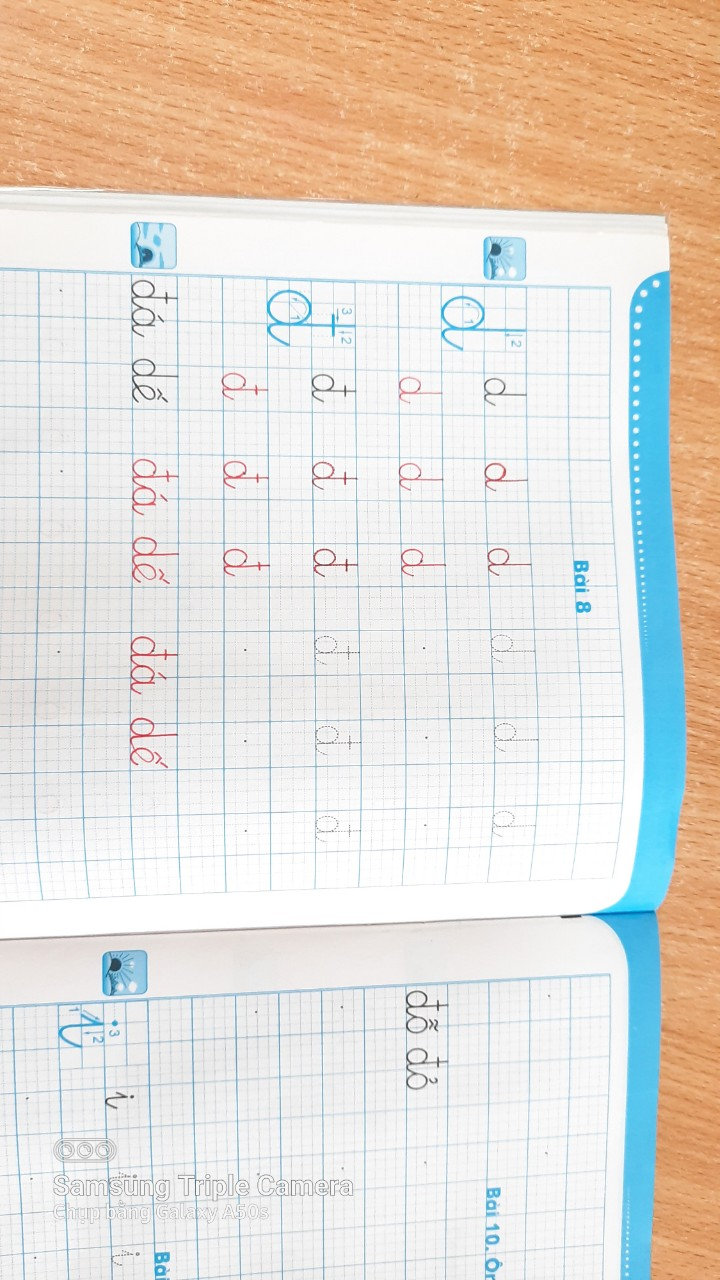 Bài 8
d d d d d d d
d d d
đ đ đ đ đ đ đ
đ đ đ
đá dế đá dế đá dế
Bài 10. Ôn
đỗ đỏ
Bài
i i i i
Samsung Triple Camera
Chụp bằng Galaxy A50s